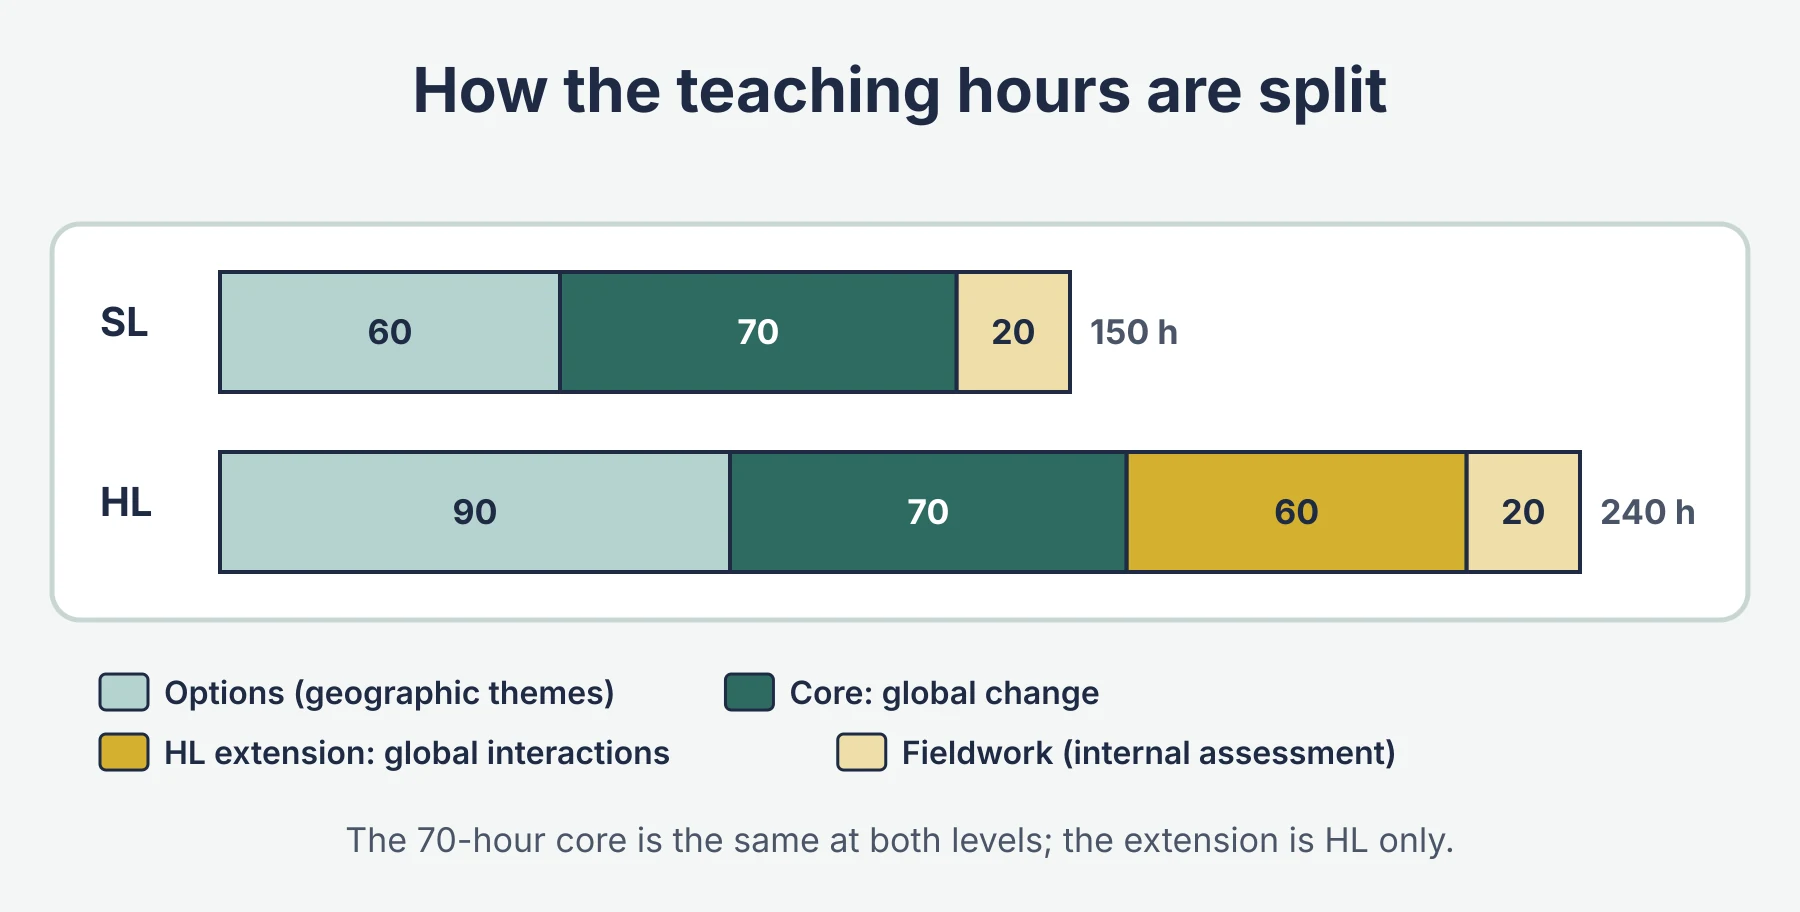 How the teaching hours are split
SL 60 70 20 150 h
HL 90 70 60 20 240 h
Options (geographic themes) Core: global change
HL extension: global interactions Fieldwork (internal assessment)
The 70-hour core is the same at both levels; the extension is HL only.